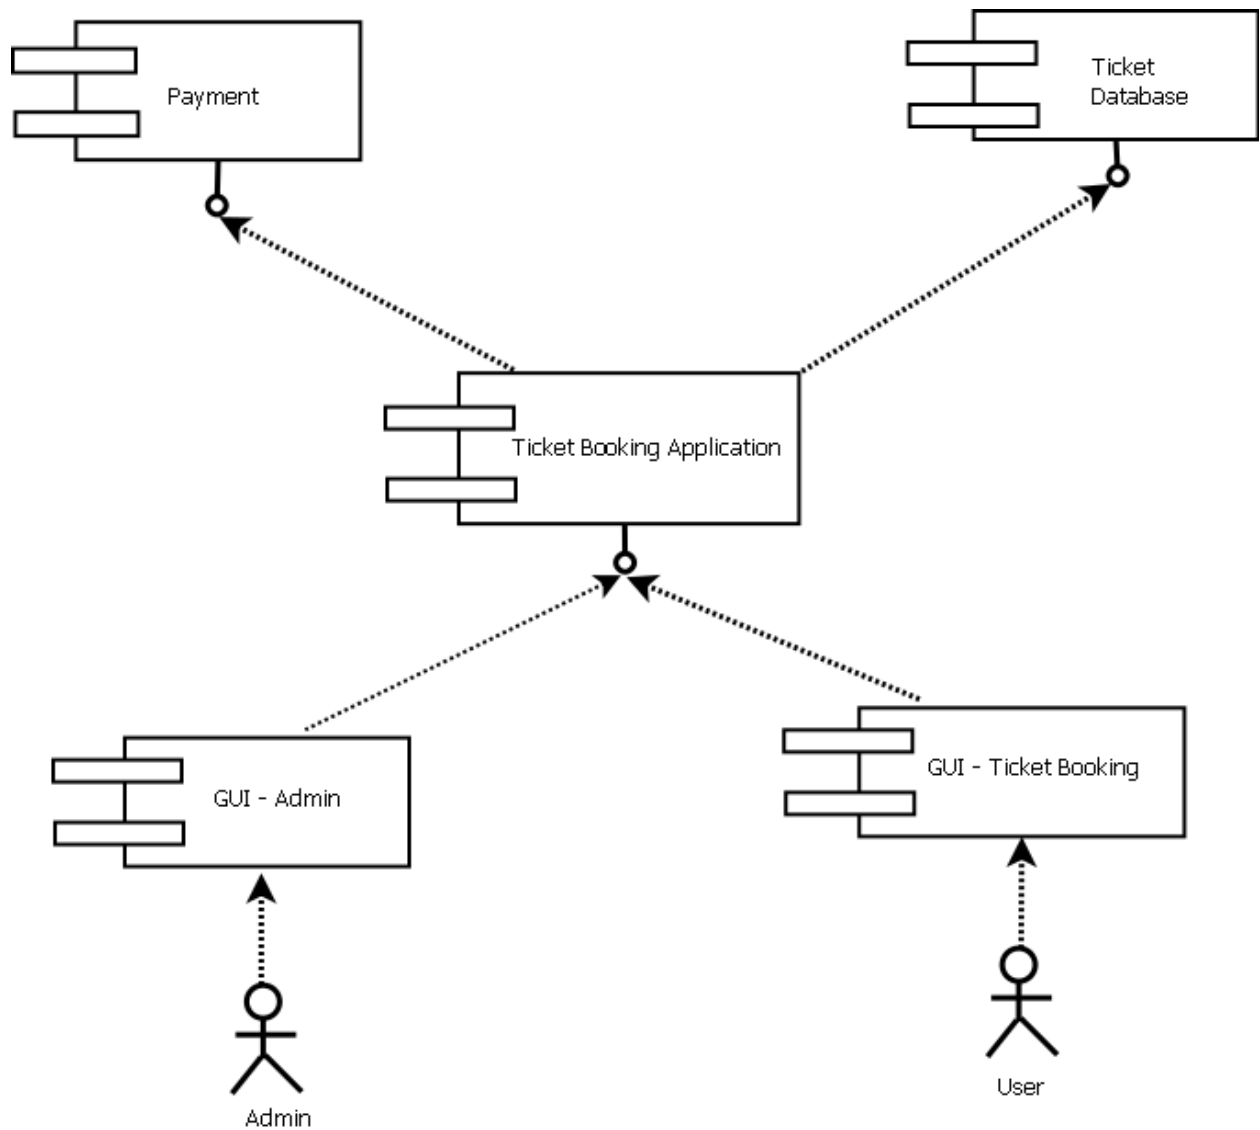 Payment
Ticket
Database
Ticket Booking Application
GUI - Admin
GUI - Ticket Booking
Admin
User